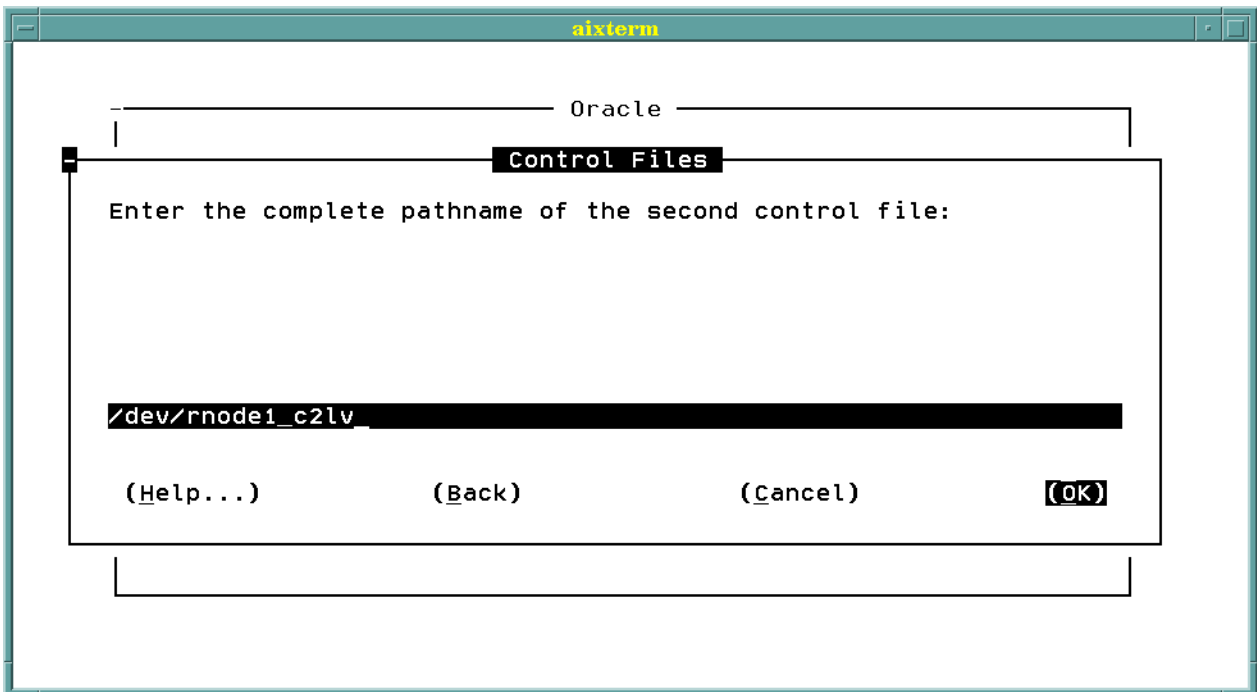 aixterm
Oracle
Control Files
Enter the complete pathname of the second control file:
/dev/rnode1_c2lv_
(Help...) (Back) (Cancel) (OK)